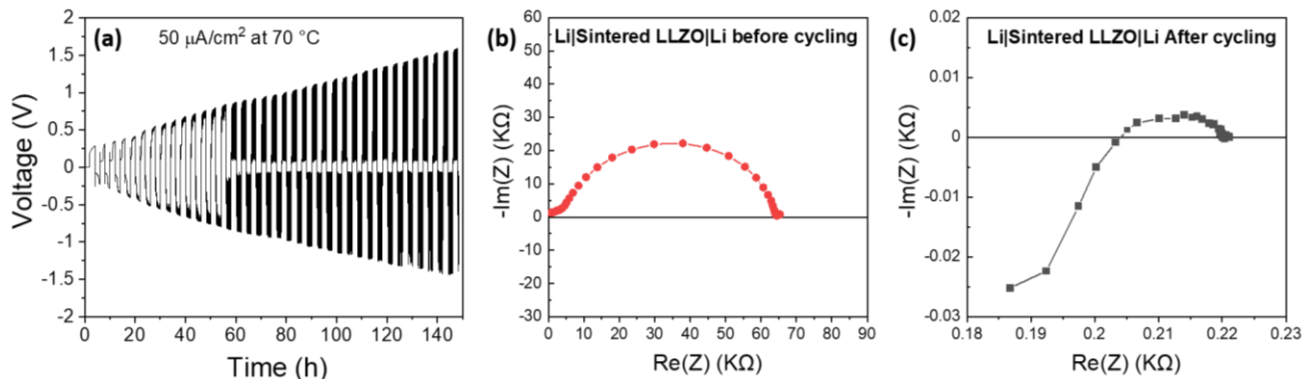 (a)
50 μA/cm² at 70 °C
Voltage (V)
2
1.5
1
0.5
0
-0.5
-1
-1.5
-2
0 20 40 60 80 100 120 140
Time (h)
(b)
Li|Sintered LLZO|Li before cycling
-Im(Z) (KΩ)
60
50
40
30
20
10
0
-10
-20
-30
0 10 20 30 40 50 60 70 80 90
Re(Z) (KΩ)
(c)
Li|Sintered LLZO|Li After cycling
-Im(Z) (KΩ)
0.02
0.01
0
-0.01
-0.02
-0.03
0.18 0.19 0.2 0.21 0.22 0.23
Re(Z) (KΩ)